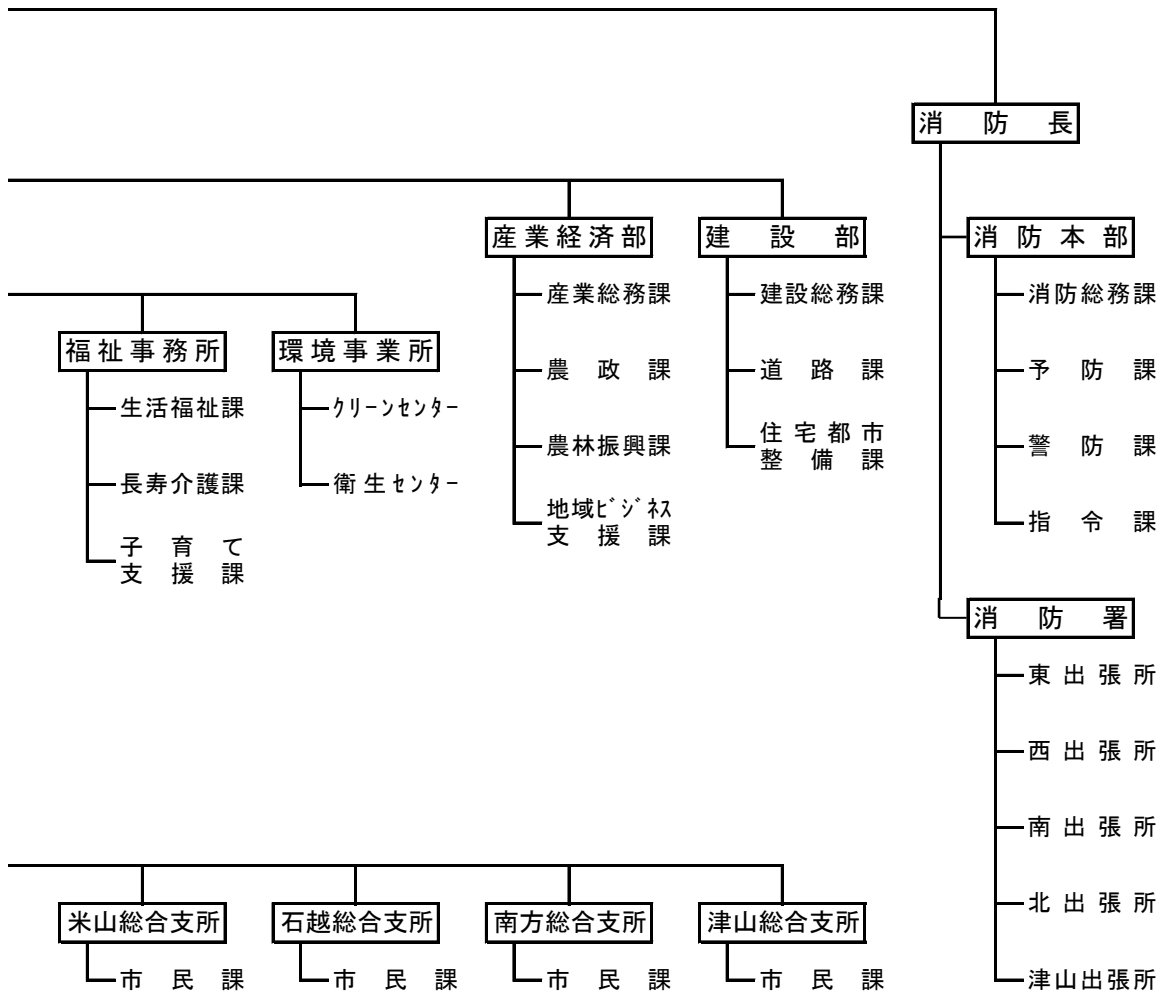 消防長
産業経済部
建設部
消防本部
産業総務課
建設総務課
消防総務課
福祉事務所
環境事業所
農政課
道路課
予防課
生活福祉課
クリーンセンター
農林振興課
住宅都市
整備課
警防課
長寿介護課
衛生センター
地域ビジネス
支援課
指令課
子育て
支援課
消防署
東出張所
西出張所
南出張所
北出張所
米山総合支所
石越総合支所
南方総合支所
津山総合支所
市民課
市民課
市民課
市民課
津山出張所